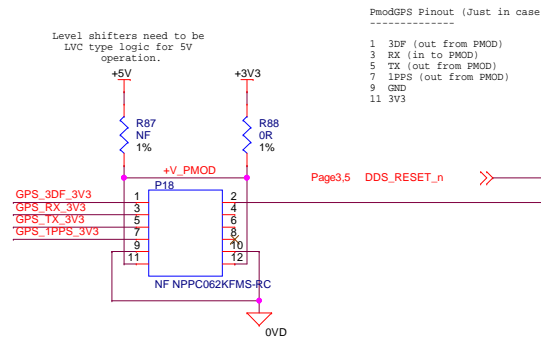 PmodGPS Pinout (Just in case
--------------
1 3DF (out from PMOD)
3 RX (in to PMOD)
5 TX (out from PMOD)
7 1PPS (out from PMOD)
9 GND
11 3V3
Level shifters need to be
LVC type logic for 5V
operation.
+5V
+3V3
R87
NF
1%
R88
0R
1%
+V_PMOD
P18
Page3,5 DDS_RESET_n
GPS_3DF_3V3
GPS_RX_3V3
GPS_TX_3V3
GPS_1PPS_3V3
1 2
3 4
5 6
7 8
9 10
11 12
NF NPPC062KFMS-RC
0VD